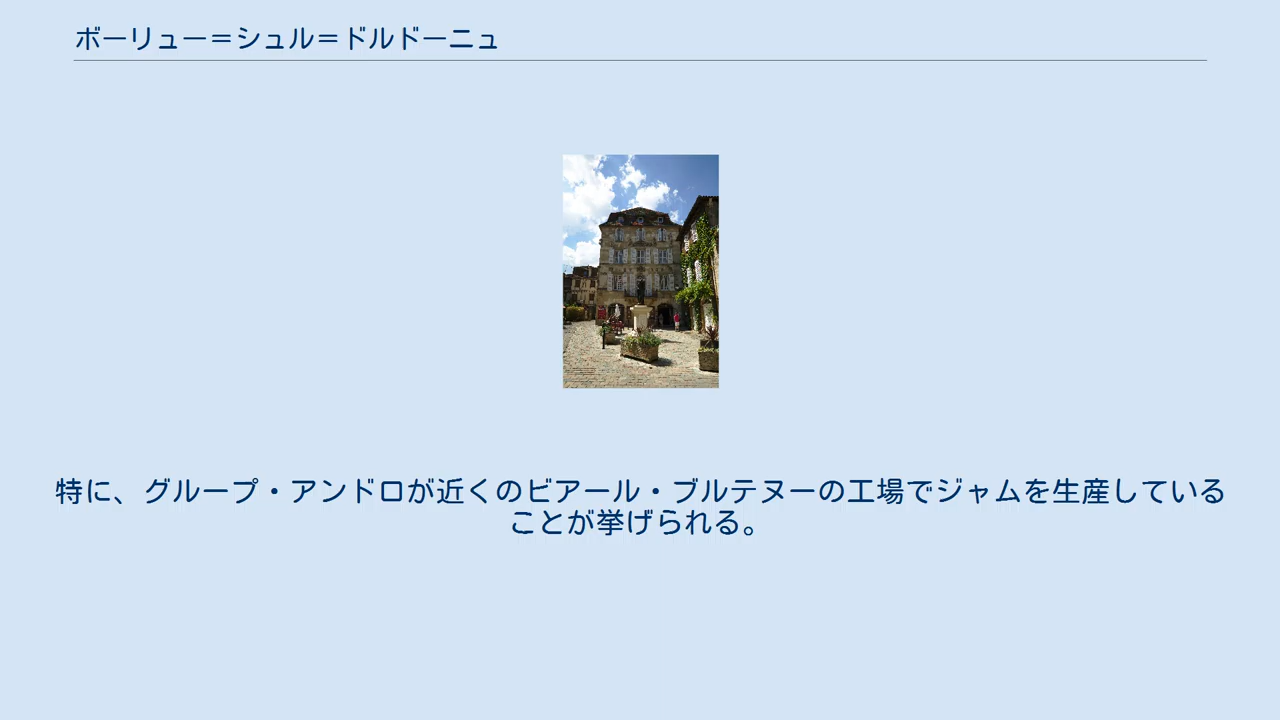 ボーリュー＝シュル＝ドルドーニュ
特に、グループ・アンドロが近くのビアール・ブルテヌーの工場でジャムを生産している
ことが挙げられる。